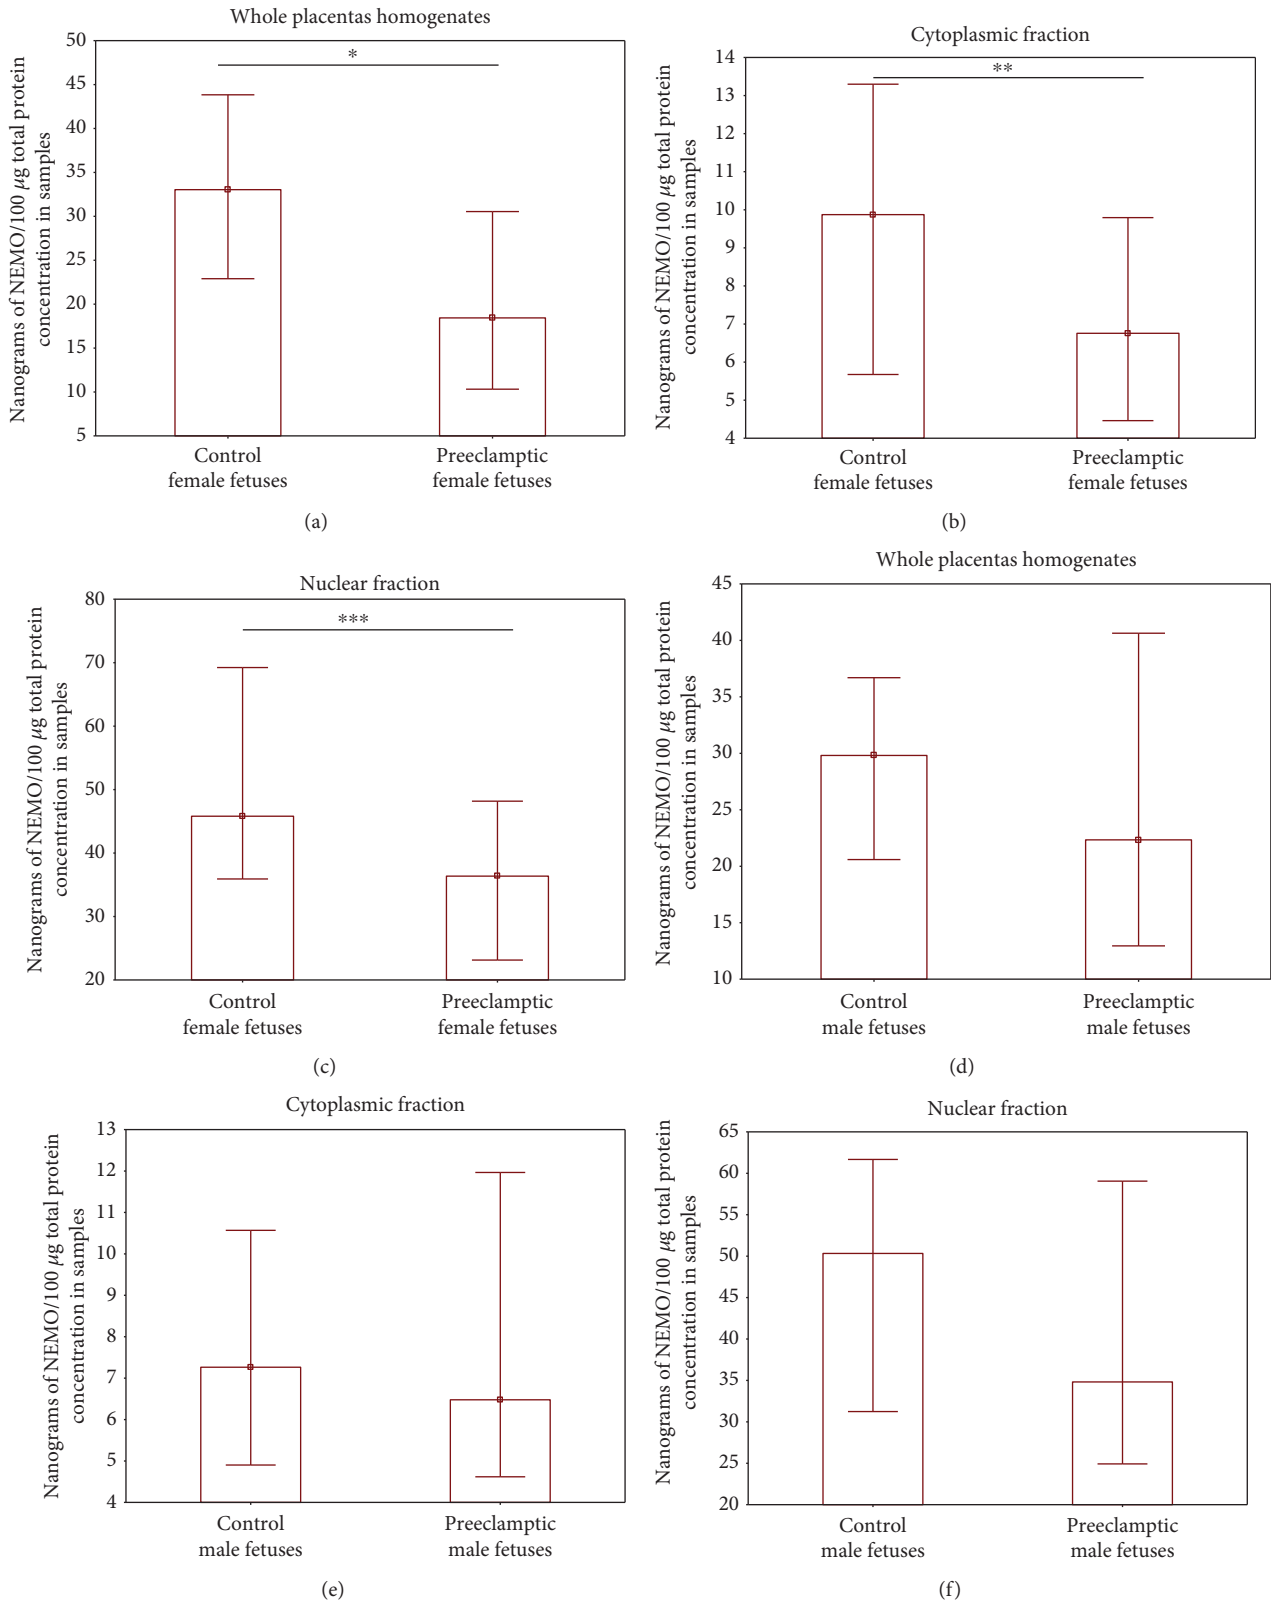 Whole placentas homogenates
Nanograms of NEMO/100 µg total protein
concentration in samples
50
45
40
35
30
25
20
15
10
5
*
Control
female fetuses
Preeclamptic
female fetuses
(a)
Cytoplasmic fraction
Nanograms of NEMO/100 µg total protein
concentration in samples
14
13
12
11
10
9
8
7
6
5
4
**
Control
female fetuses
Preeclamptic
female fetuses
(b)
Nuclear fraction
Nanograms of NEMO/100 µg total protein
concentration in samples
80
70
60
50
40
30
20
***
Control
female fetuses
Preeclamptic
female fetuses
(c)
Whole placentas homogenates
Nanograms of NEMO/100 µg total protein
concentration in samples
45
40
35
30
25
20
15
10
Control
male fetuses
Preeclamptic
male fetuses
(d)
Cytoplasmic fraction
Nanograms of NEMO/100 µg total protein
concentration in samples
13
12
11
10
9
8
7
6
5
4
Control
male fetuses
Preeclamptic
male fetuses
(e)
Nuclear fraction
Nanograms of NEMO/100 µg total protein
concentration in samples
65
60
55
50
45
40
35
30
25
20
Control
male fetuses
Preeclamptic
male fetuses
(f)